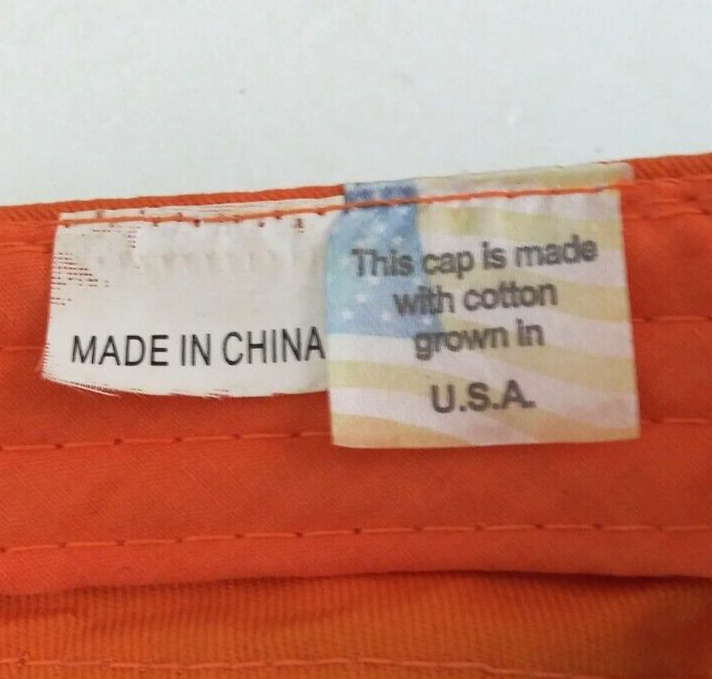 MADE IN CHINA
This cap is made
with cotton
grown in
U.S.A.